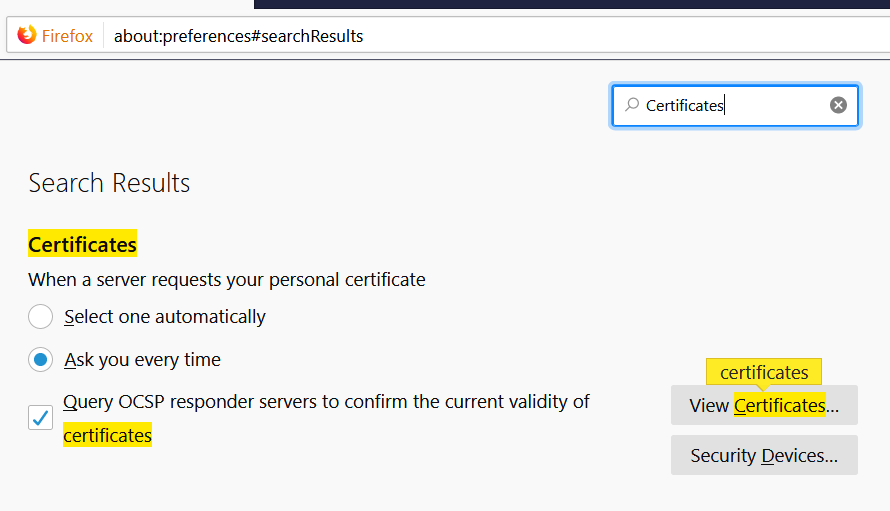 Firefox about:preferences#searchResults
Certificates
Search Results
Certificates
When a server requests your personal certificate
Select one automatically
Ask you every time
Query OCSP responder servers to confirm the current validity of
certificates
certificates
View Certificates...
Security Devices...